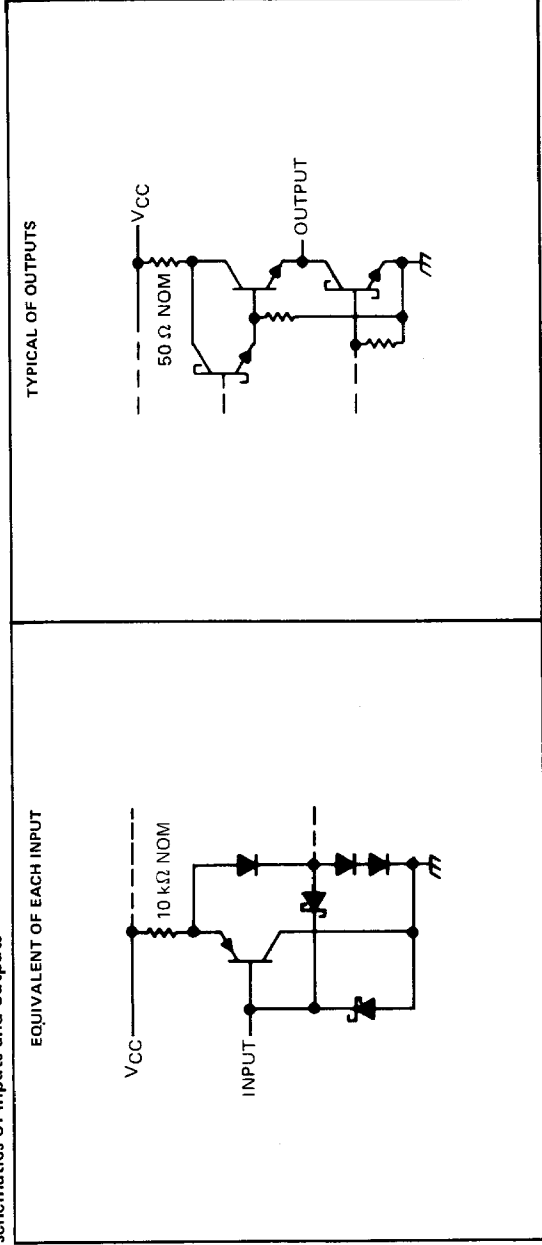 schematics of inputs and outputs
EQUIVALENT OF EACH INPUT
VCC
10 kΩ NOM
INPUT
TYPICAL OF OUTPUTS
VCC
50 Ω NOM
OUTPUT